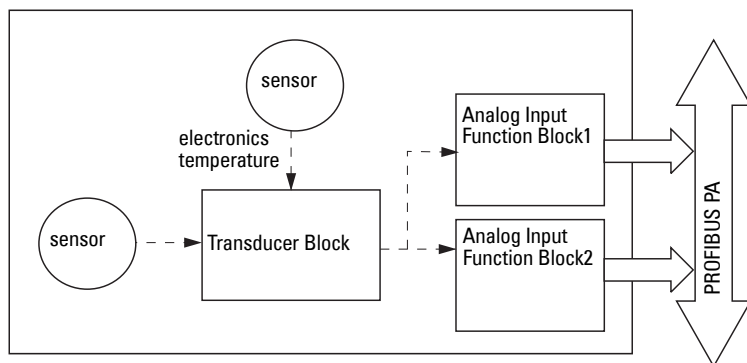 sensor
electronics
temperature
Analog Input
Function Block1
sensor
Transducer Block
Analog Input
Function Block2
PROFIBUS PA